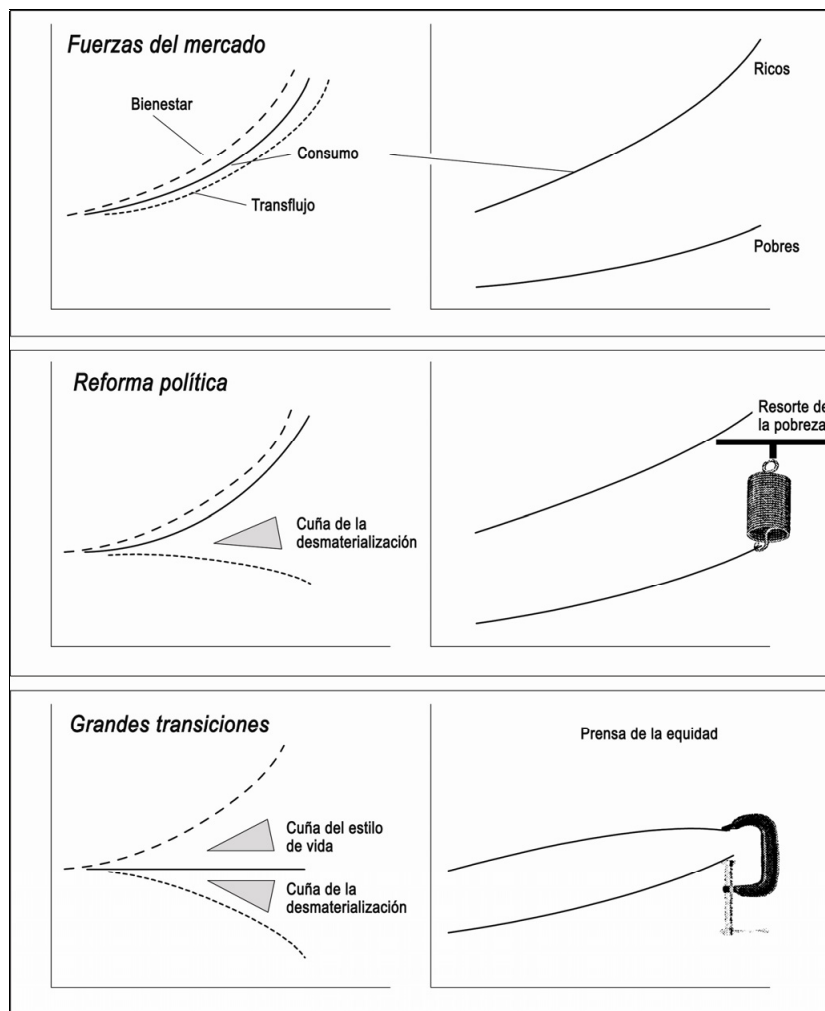 Fuerzas del mercado
Bienestar
Consumo
Transflujo
Ricos
Pobres
Reforma política
Cuña de la
desmaterialización
Resorte de
la pobreza
Grandes transiciones
Cuña del estilo
de vida
Cuña de la
desmaterialización
Prensa de la equidad